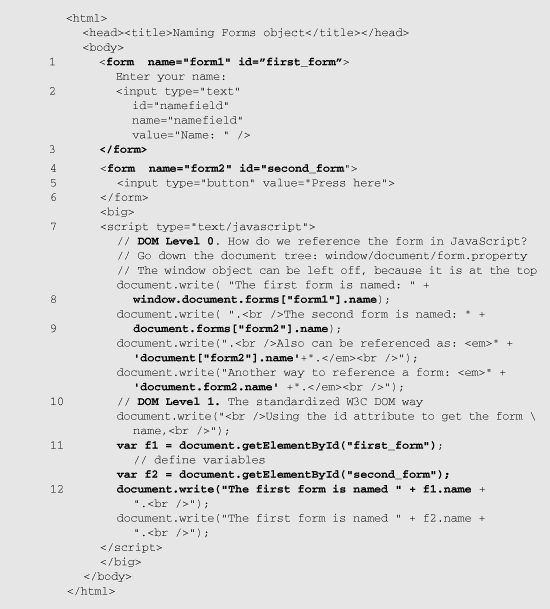 <html>
<head><title>Naming Forms object</title></head>
<body>
1 <form name="form1" id=”first_form”>
Enter your name:
2 <input type="text"
id="namefield"
name="namefield"
value="Name: " />
3 </form>
4 <form name="form2" id="second_form">
5 <input type="button" value="Press here">
6 </form>
<big>
7 <script type="text/javascript">
// DOM Level 0. How do we reference the form in JavaScript?
// Go down the document tree: window/document/form.property
// The window object can be left off, because it is at the top
document.write( "The first form is named: " +
8 window.document.forms["form1"].name);
document.write( ".<br />The second form is named: " +
9 document.forms["form2"].name);
document.write(".<br />Also can be referenced as: <em>" +
'document["form2"].name'+".</em><br />");
document.write("Another way to reference a form: <em>" +
'document.form2.name' +".</em><br />");
10 // DOM Level 1. The standardized W3C DOM way
document.write("<br />Using the id attribute to get the form \
name,<br />");
11 var f1 = document.getElementById("first_form");
// define variables
var f2 = document.getElementById("second_form");
12 document.write("The first form is named " + f1.name +
".<br />");
document.write("The first form is named " + f2.name +
".<br />");
</script>
</big>
</body>
</html>